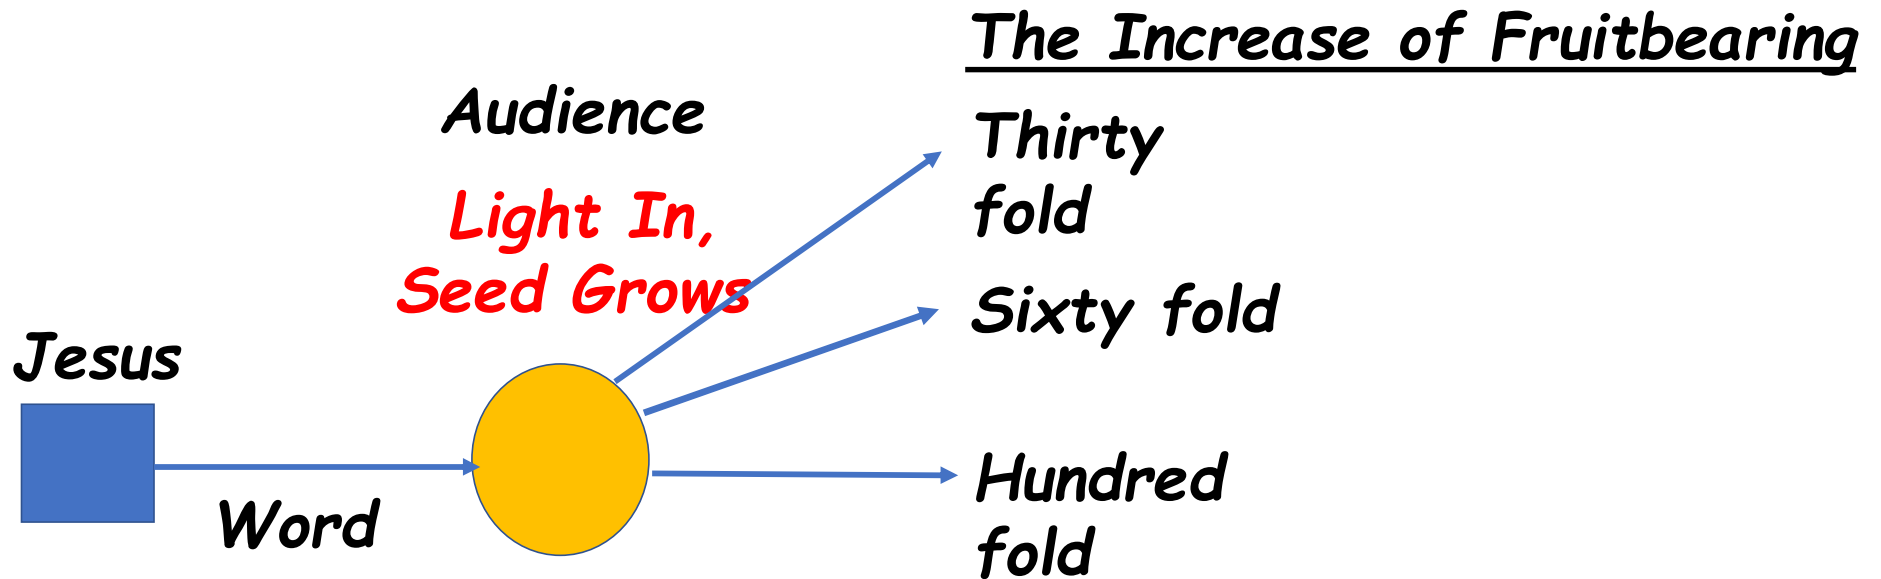 The Increase of Fruitbearing
Audience
Thirty
fold
Light In,
Seed Grows
Sixty fold
Jesus
Hundred
fold
Word